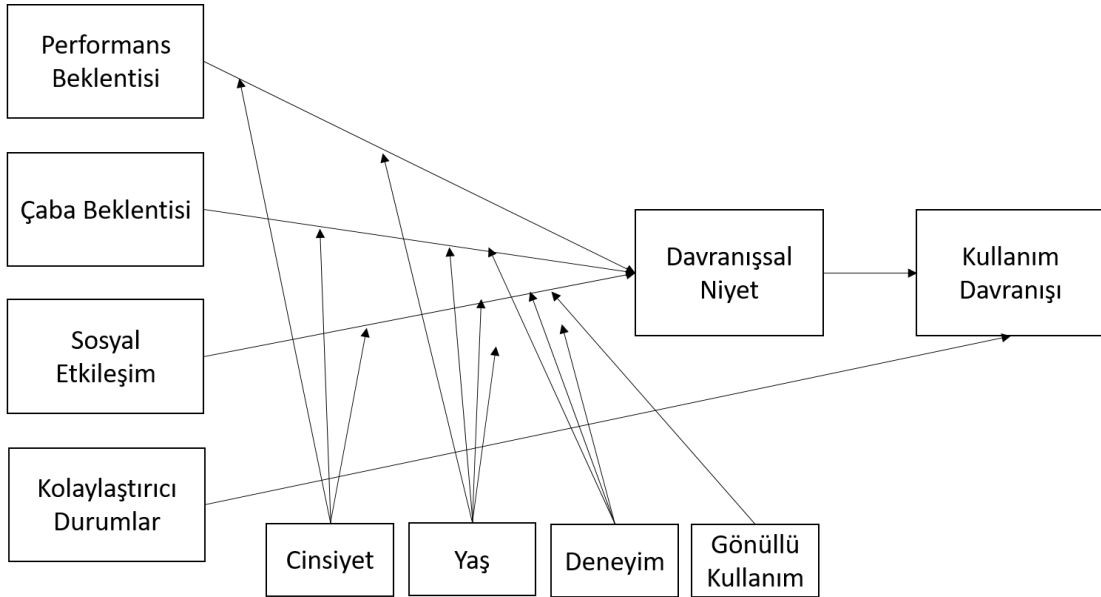 Performans
Beklentisi
Çaba Beklentisi
Sosyal
Etkileşim
Kolaylaştırıcı
Durumlar
Davranışsal
Niyet
Kullanım
Davranışı
Cinsiyet
Yaş
Deneyim
Gönüllü
Kullanım